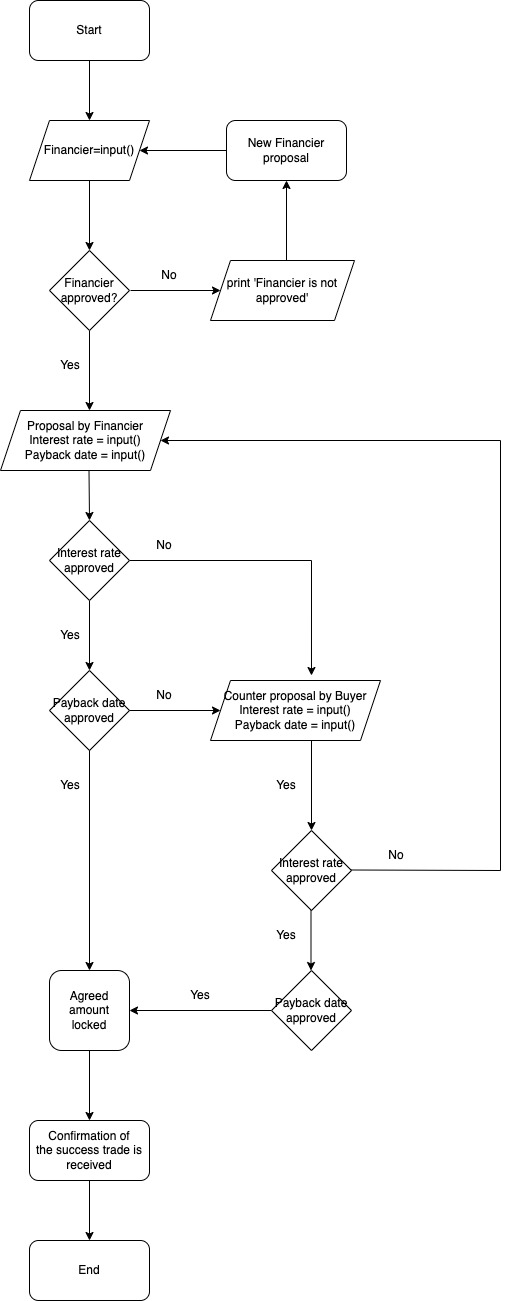 Start
Financier=input()
New Financier
proposal
Financier
approved?
No
print 'Financier is not
approved'
Yes
Proposal by Financier
Interest rate = input()
Payback date = input()
Interest rate
approved
No
Yes
Payback date
approved
No
Counter proposal by Buyer
Interest rate = input()
Payback date = input()
Yes
Yes
Interest rate
approved
No
Yes
Agreed
amount
locked
Yes
Payback date
approved
Confirmation of
the success trade is
received
End